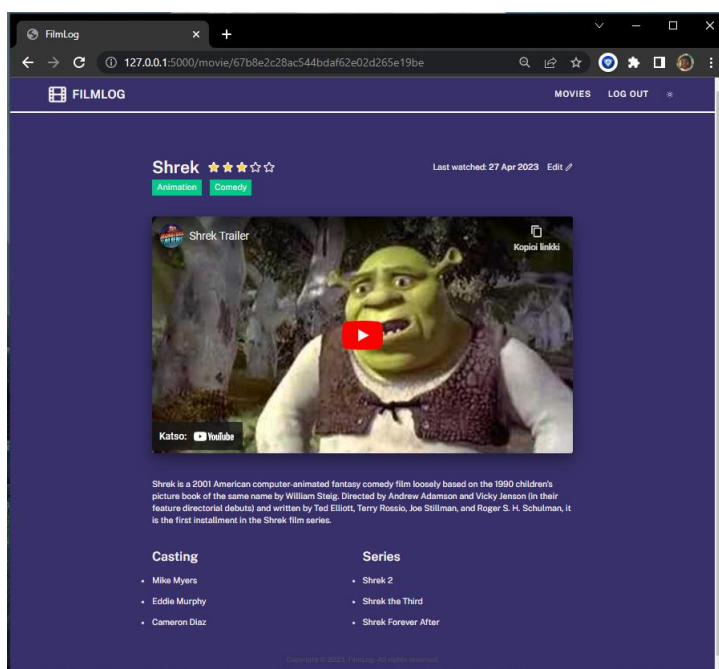 FilmLog
127.0.0.1:5000/movie/67b8e2c28ac544bdaf62e02d265e19be
FILMLOG MOVIES LOG OUT
Shrek Last watched: 27 Apr 2023 Edit
Animation Comedy
Shrek Trailer
Kopioi linkki
Katso: YouTube
Shrek is a 2001 American computer-animated fantasy comedy film loosely based on the 1990 children's
picture book of the same name by William Steig. Directed by Andrew Adamson and Vicky Jenson (in their
feature directorial debuts) and written by Ted Elliott, Terry Rossio, Joe Stillman, and Roger S. H. Schulman, it
is the first installment in the Shrek film series.
Casting Series
• Mike Myers • Shrek 2
• Eddie Murphy • Shrek the Third
• Cameron Diaz • Shrek Forever After
Copyright © 2023. FilmLog. All rights reserved.